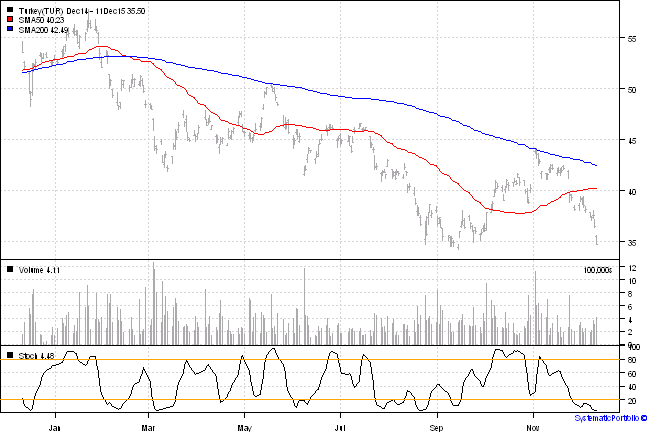 Turkey(TUR) Dec14 - 11Dec15 35.50
SMA50 40.23
SMA200 42.49
55
50
45
40
35
Volume 4.11
100,000s
12
10
8
6
4
2
0
Stoch 4.48
100
80
60
40
20
Jan Mar May Jul Sep Nov
SystematicPortfolio ©